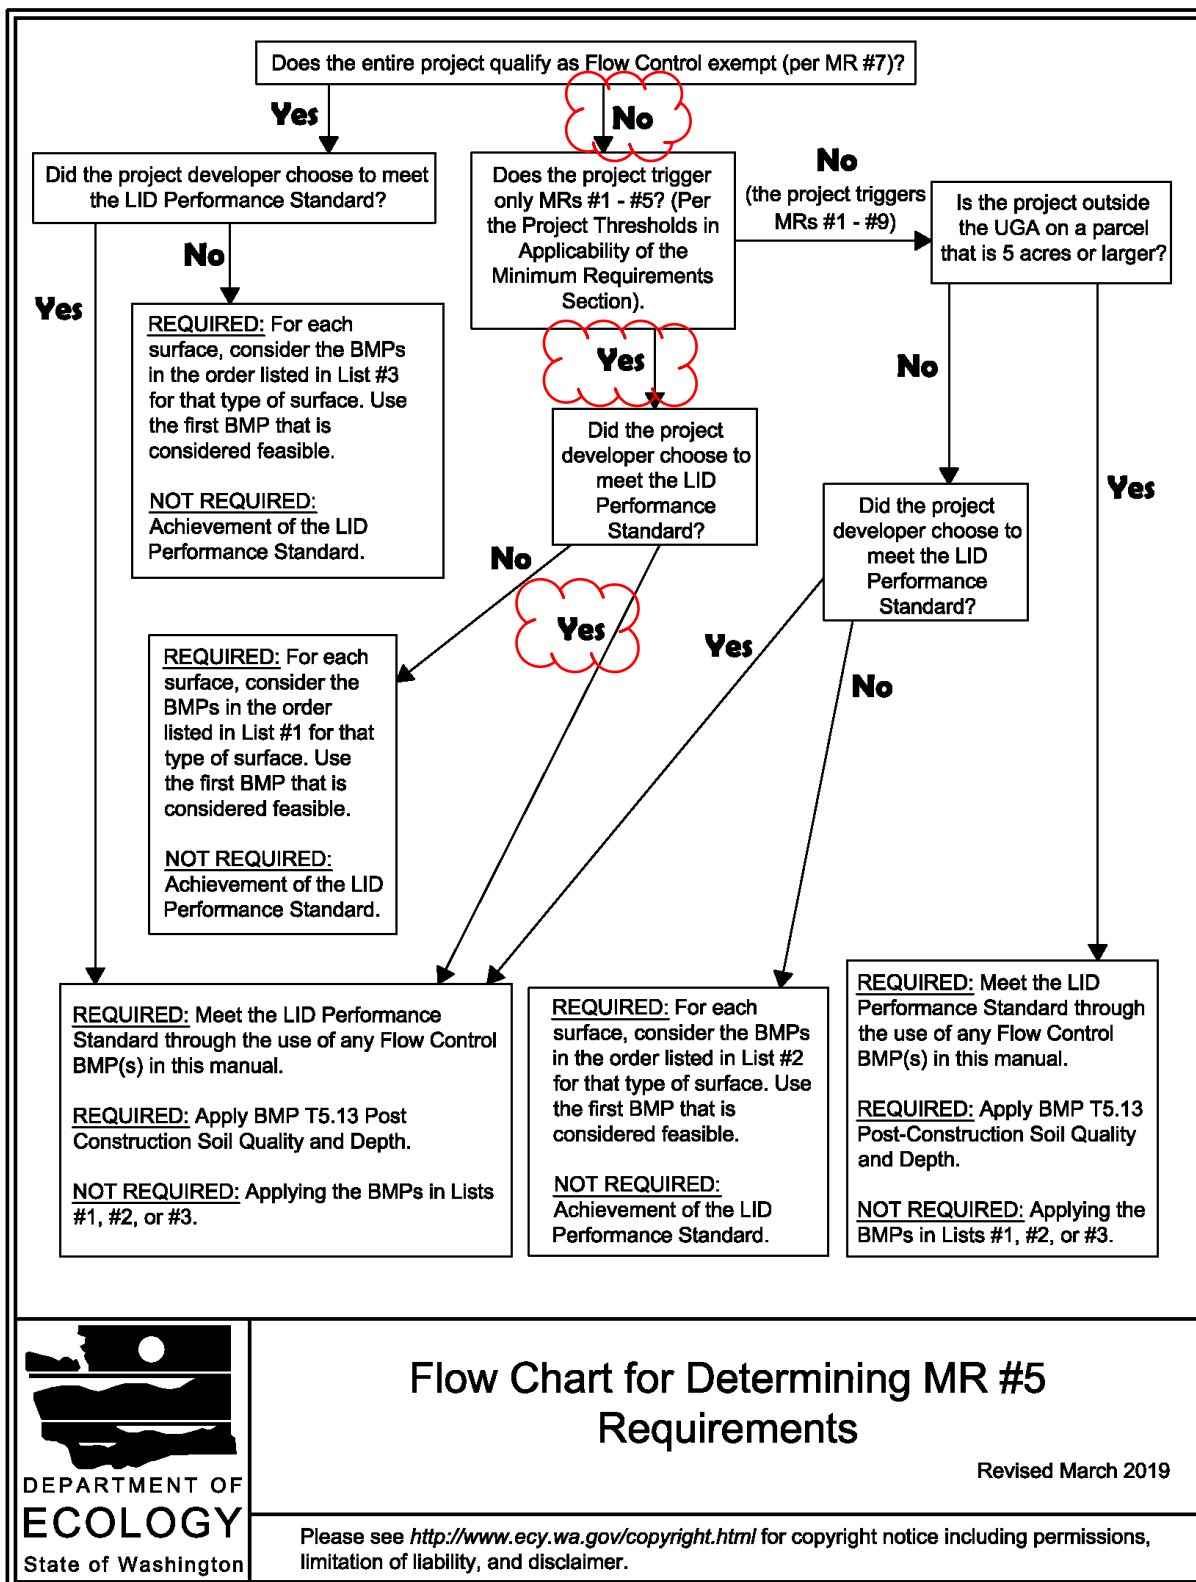 Does the entire project qualify as Flow Control exempt (per MR #7)?
Yes
No
Did the project developer choose to meet
the LID Performance Standard?
Does the project trigger
only MRs #1 - #5? (Per
the Project Thresholds in
Applicability of the
Minimum Requirements
Section).
No
(the project triggers
MRs #1 - #9)
Is the project outside
the UGA on a parcel
that is 5 acres or larger?
No
Yes
REQUIRED: For each
surface, consider the BMPs
in the order listed in List #3
for that type of surface. Use
the first BMP that is
considered feasible.
NOT REQUIRED:
Achievement of the LID
Performance Standard.
Yes
No
Yes
Did the project
developer choose to
meet the LID
Performance
Standard?
Did the project
developer choose to
meet the LID
Performance
Standard?
No
Yes
Yes
No
REQUIRED: For each
surface, consider the
BMPs in the order
listed in List #1 for that
type of surface. Use
the first BMP that is
considered feasible.
NOT REQUIRED:
Achievement of the LID
Performance Standard.
REQUIRED: Meet the LID Performance
Standard through the use of any Flow Control
BMP(s) in this manual.
REQUIRED: Apply BMP T5.13 Post
Construction Soil Quality and Depth.
NOT REQUIRED: Applying the BMPs in Lists
#1, #2, or #3.
REQUIRED: For each
surface, consider the BMPs
in the order listed in List #2
for that type of surface. Use
the first BMP that is
considered feasible.
NOT REQUIRED:
Achievement of the LID
Performance Standard.
REQUIRED: Meet the LID
Performance Standard through
the use of any Flow Control
BMP(s) in this manual.
REQUIRED: Apply BMP T5.13
Post-Construction Soil Quality
and Depth.
NOT REQUIRED: Applying the
BMPs in Lists #1, #2, or #3.
DEPARTMENT OF
ECOLOGY
State of Washington
Flow Chart for Determining MR #5
Requirements
Revised March 2019
Please see http://www.ecy.wa.gov/copyright.html for copyright notice including permissions,
limitation of liability, and disclaimer.